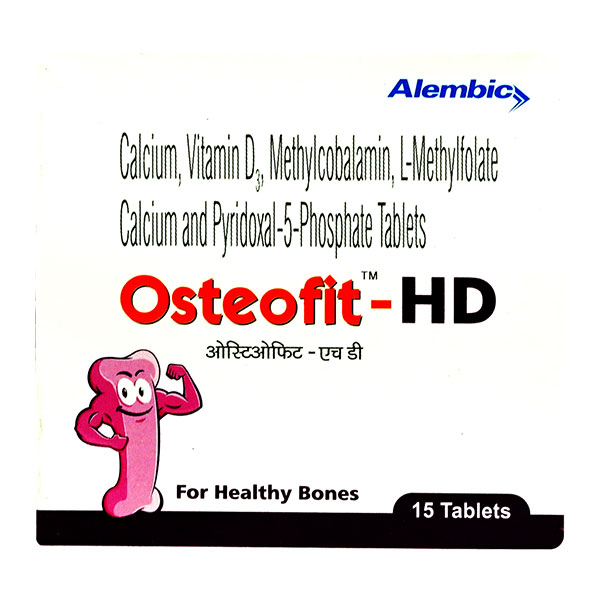 Alembic
Calcium, Vitamin D3, Methylcobalamin, L-Methylfolate
Calcium and Pyridoxal-5-Phosphate Tablets
Osteofit™-HD
ओस्टिओफिट - एच डी
For Healthy Bones
15 Tablets